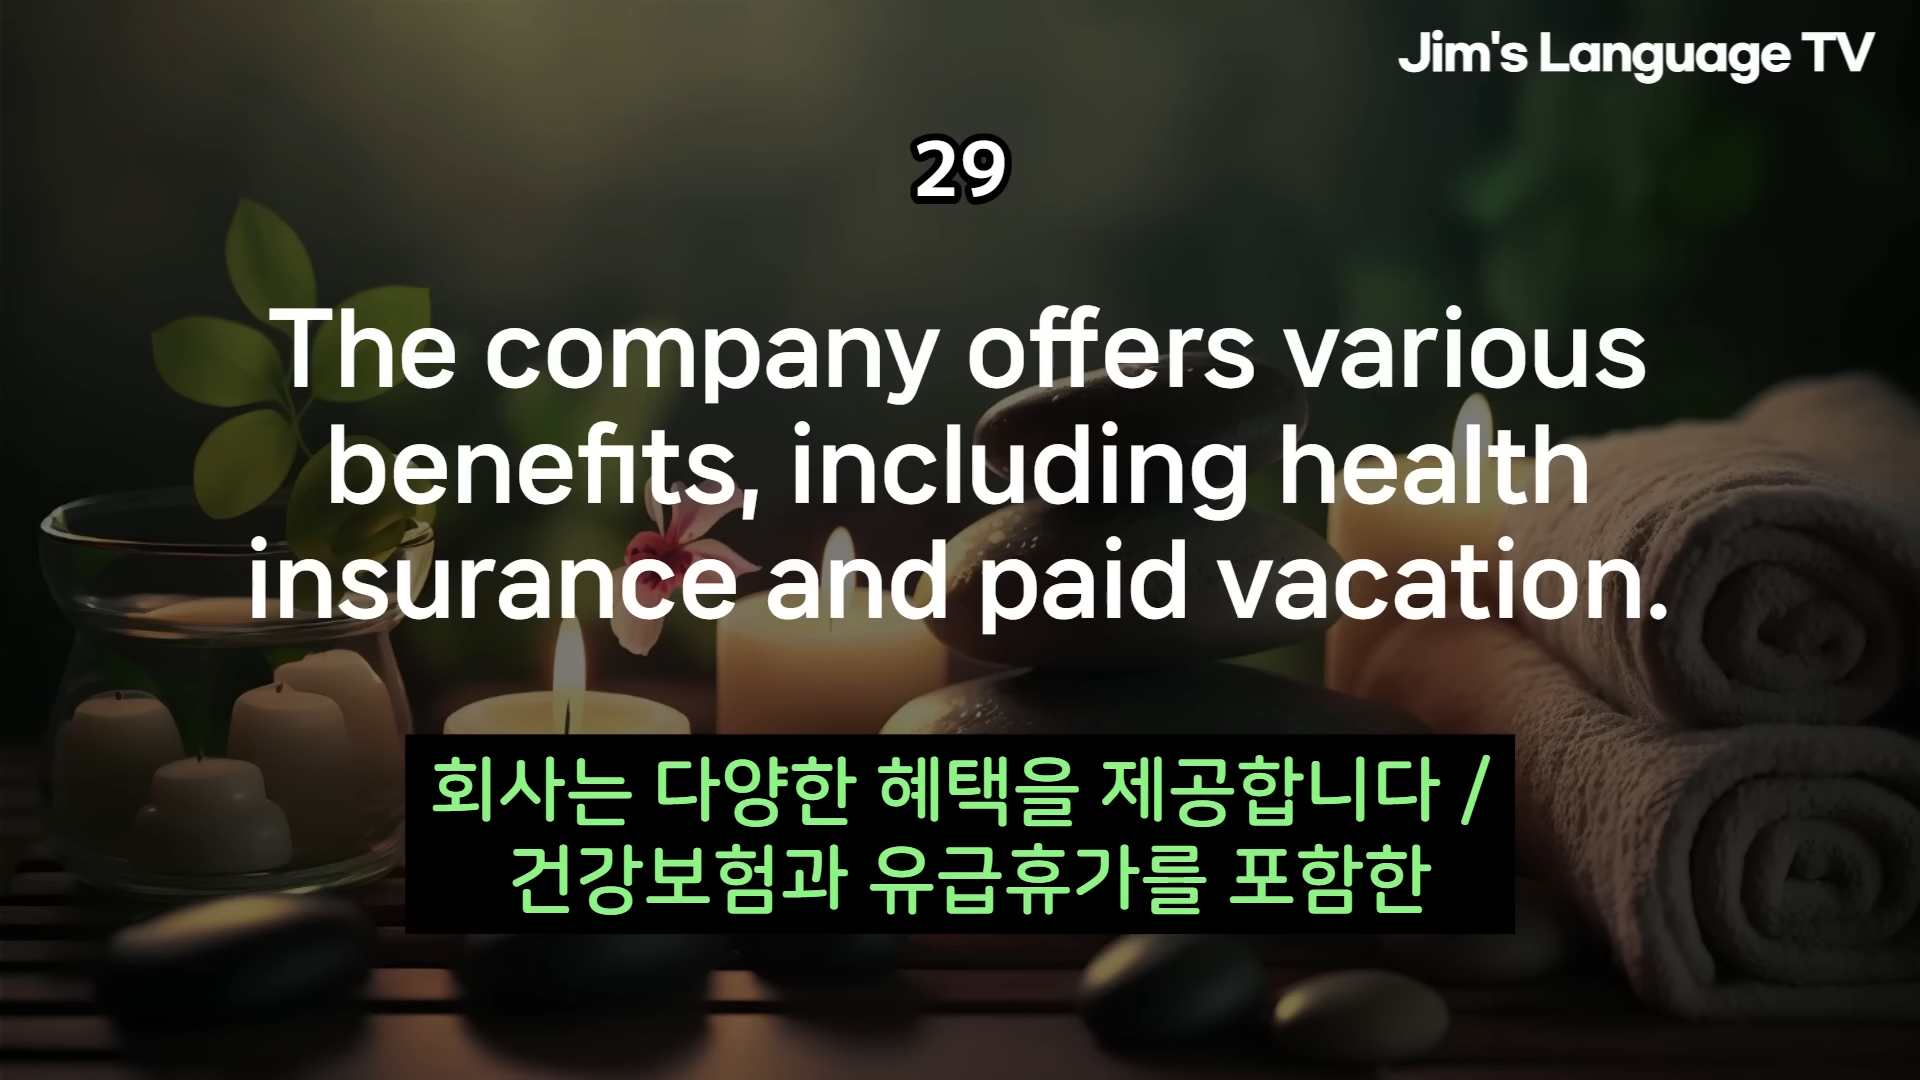 Jim's Language TV
29
The company offers various
benefits, including health
insurance and paid vacation.
회사는 다양한 혜택을 제공합니다 /
건강보험과 유급휴가를 포함한